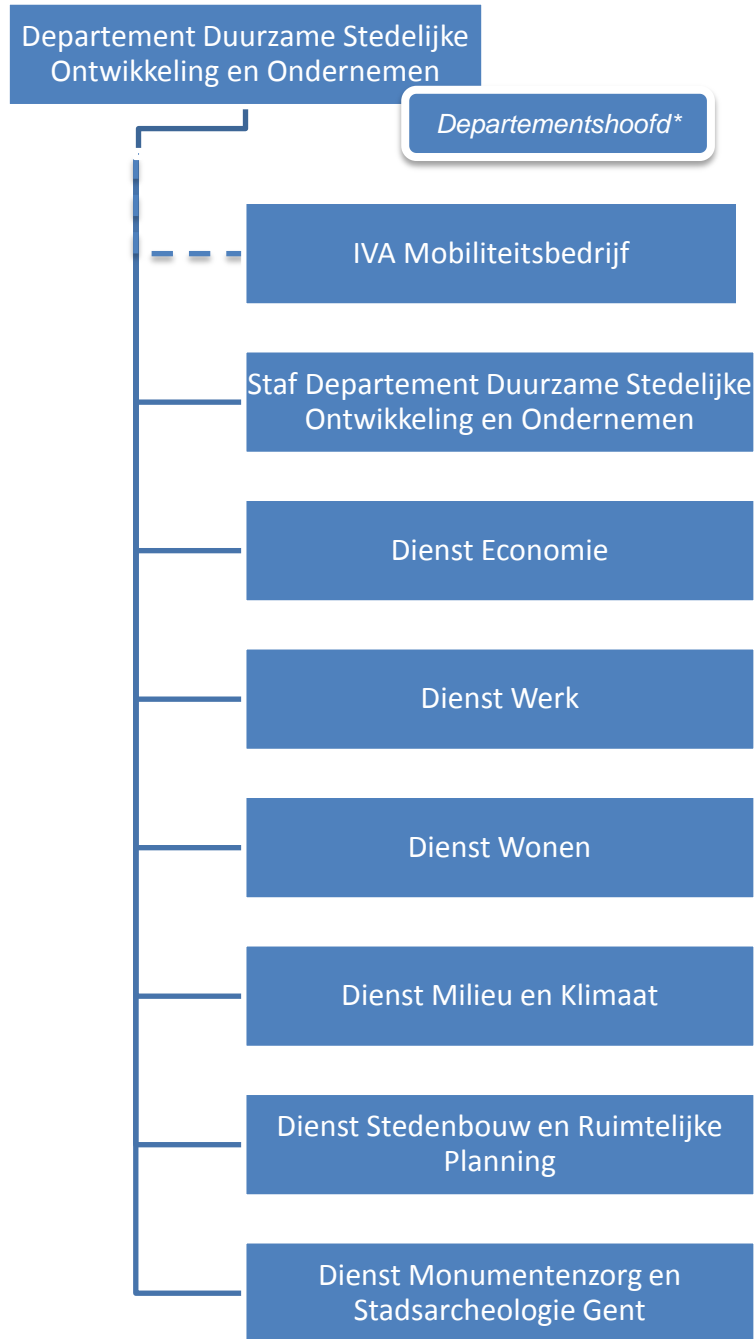 Departement Duurzame Stedelijke
Ontwikkeling en Ondernemen
Departementshoofd*
IVA Mobiliteitsbedrijf
Staf Departement Duurzame Stedelijke
Ontwikkeling en Ondernemen
Dienst Economie
Dienst Werk
Dienst Wonen
Dienst Milieu en Klimaat
Dienst Stedenbouw en Ruimtelijke
Planning
Dienst Monumentenzorg en
Stadsarcheologie Gent